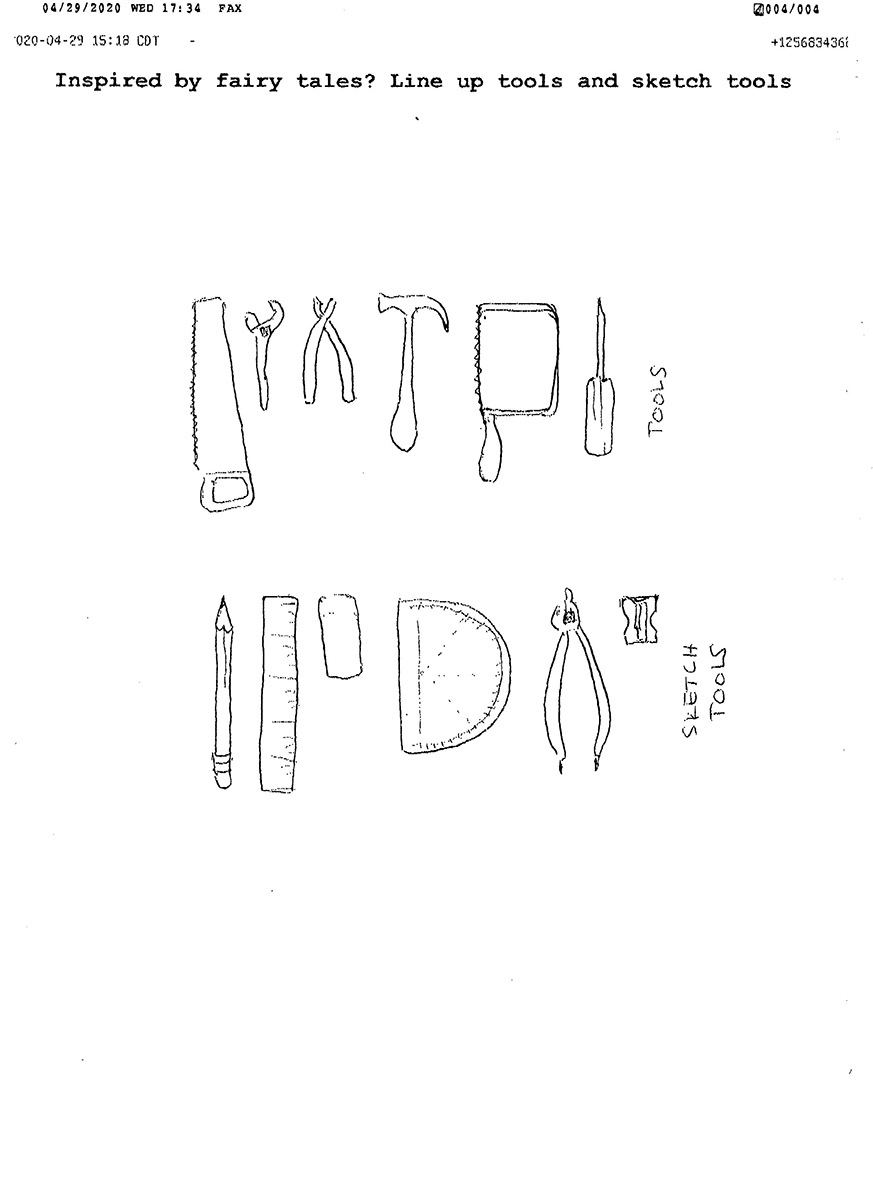 04/29/2020 WED 17:34 FAX
004/004
020-04-29 15:18 CDT -
+1256834368
Inspired by fairy tales? Line up tools and sketch tools
TOOLS
SKETCH
TOOLS